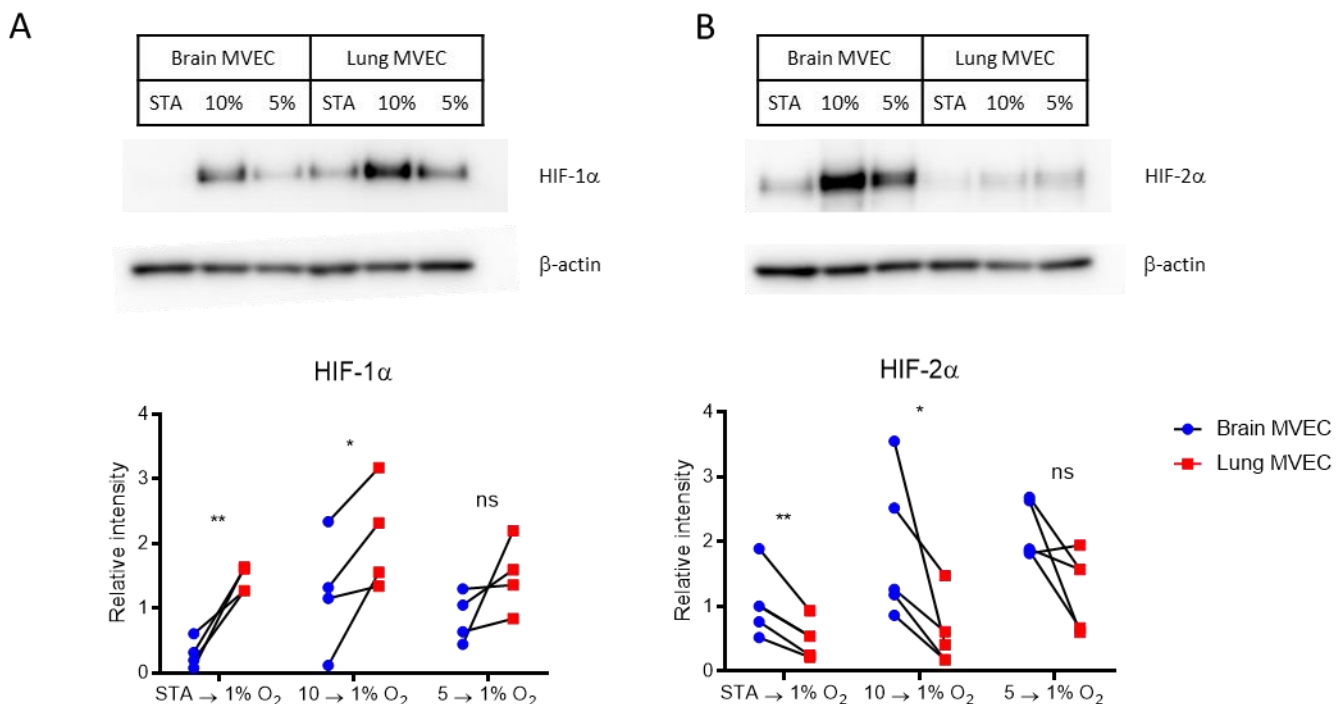 A
Brain MVEC Lung MVEC
STA 10% 5% STA 10% 5%
HIF-1α
β-actin
HIF-1α
Relative intensity
4
3
2
1
0
**
*
ns
STA → 1% O₂ 10 → 1% O₂ 5 → 1% O₂
B
Brain MVEC Lung MVEC
STA 10% 5% STA 10% 5%
HIF-2α
β-actin
HIF-2α
Relative intensity
4
3
2
1
0
**
*
ns
STA → 1% O₂ 10 → 1% O₂ 5 → 1% O₂
Brain MVEC
Lung MVEC